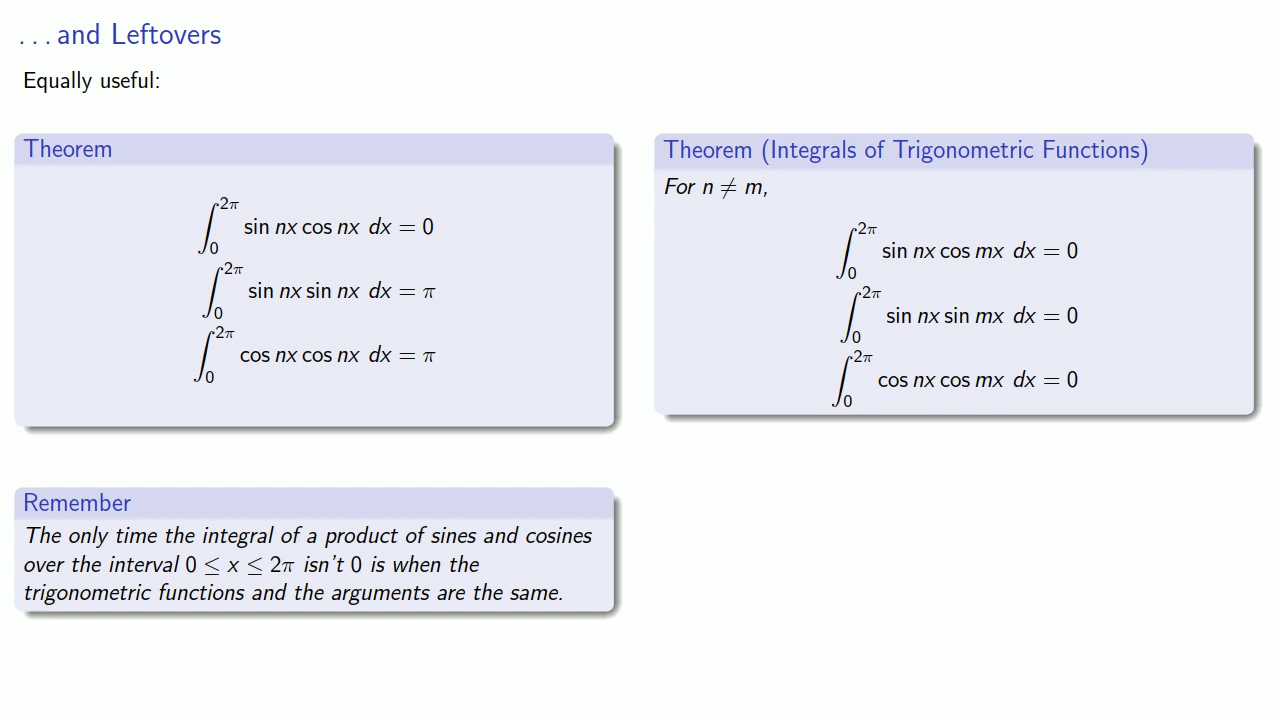 . . . and Leftovers
Equally useful:
Theorem
∫₀^{2π} sin nx cos nx dx = 0
∫₀^{2π} sin nx sin nx dx = π
∫₀^{2π} cos nx cos nx dx = π
Theorem (Integrals of Trigonometric Functions)
For n ≠ m,
∫₀^{2π} sin nx cos mx dx = 0
∫₀^{2π} sin nx sin mx dx = 0
∫₀^{2π} cos nx cos mx dx = 0
Remember
The only time the integral of a product of sines and cosines
over the interval 0 ≤ x ≤ 2π isn't 0 is when the
trigonometric functions and the arguments are the same.